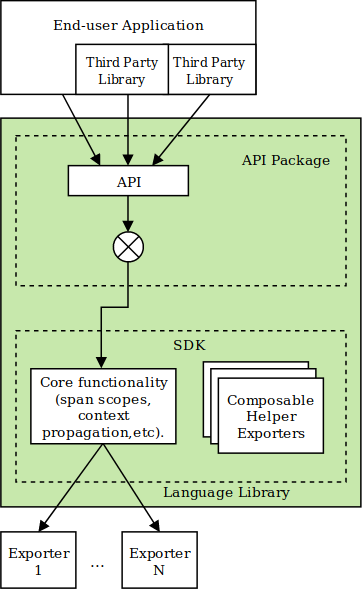 End-user Application
Third Party
Library
Third Party
Library
API Package
API
SDK
Core functionality
(span scopes,
context
propagation,etc).
Composable
Helper
Exporters
Language Library
Exporter
1
...
Exporter
N